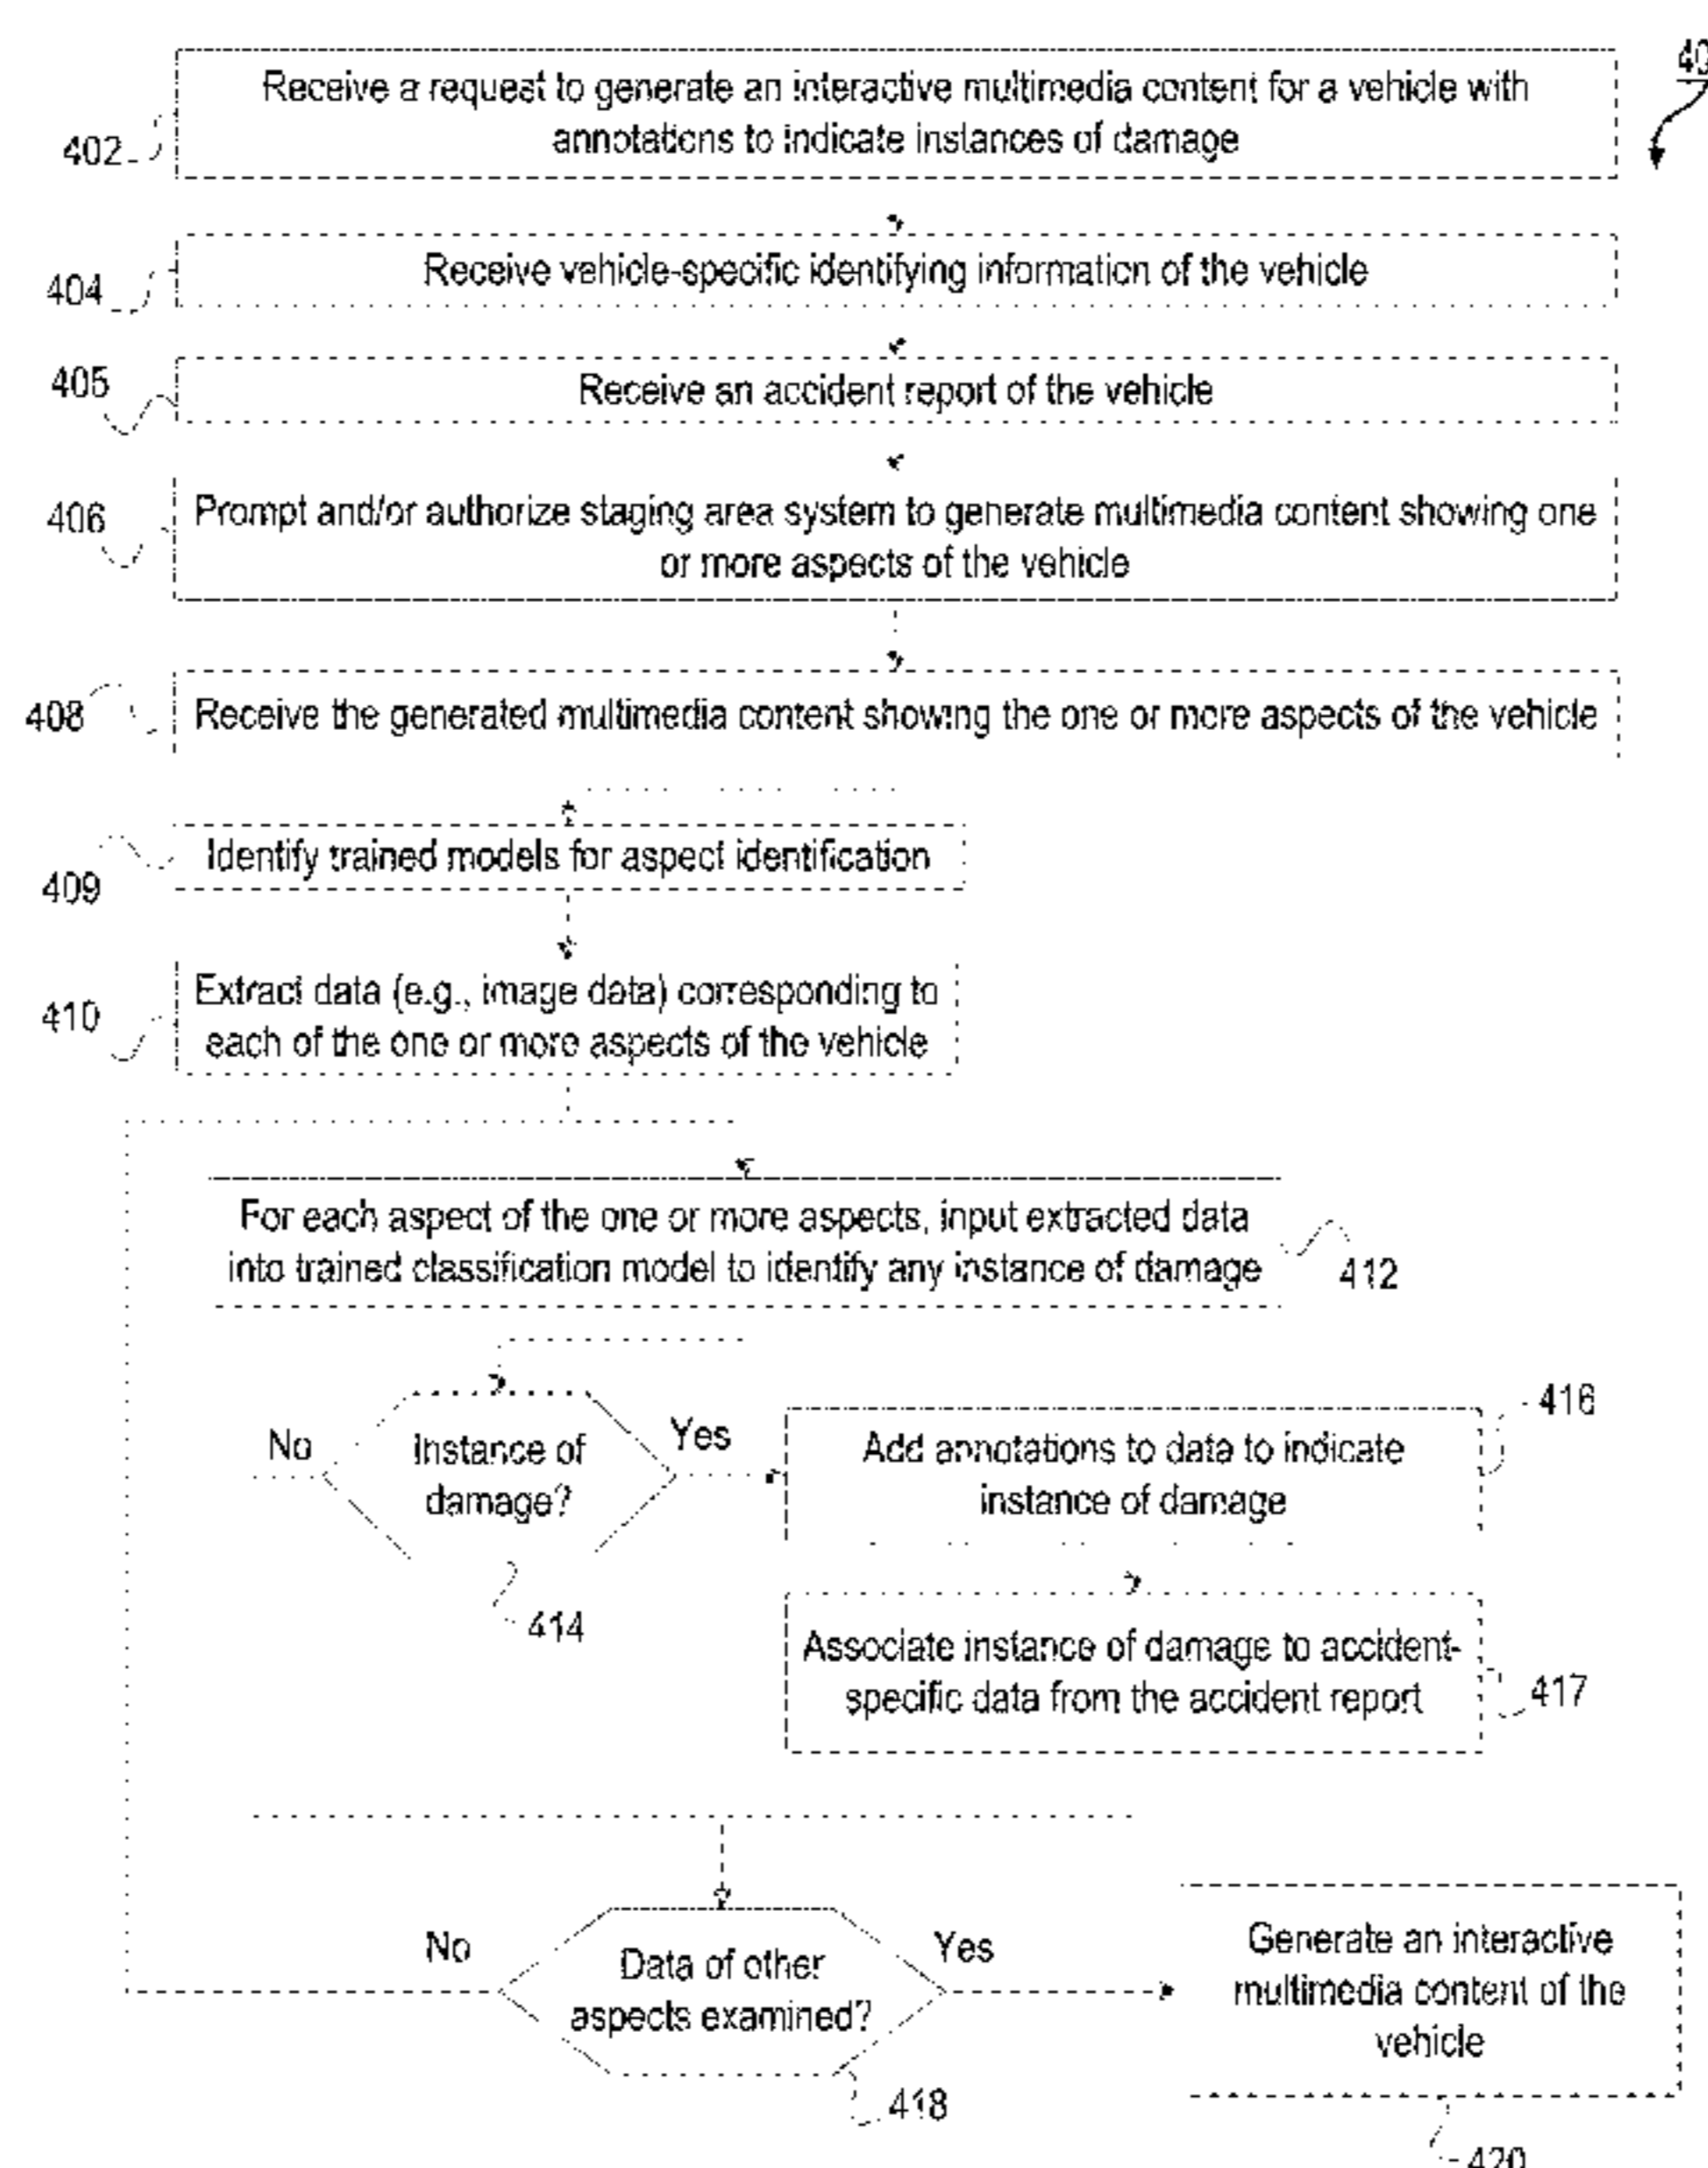 40
Receive a request to generate an interactive multimedia content for a vehicle with
annotations to indicate instances of damage
402
Receive vehicle-specific identifying information of the vehicle
404
405
Receive an accident report of the vehicle
406
Prompt and/or authorize staging area system to generate multimedia content showing one
or more aspects of the vehicle
408
Receive the generated multimedia content showing the one or more aspects of the vehicle
Identify trained models for aspect identification
409
Extract data (e.g., image data) corresponding to
each of the one or more aspects of the vehicle
410
For each aspect of the one or more aspects, input extracted data
into trained classification model to identify any instance of damage
412
No
Instance of
damage?
Yes
414
Add annotations to data to indicate
instance of damage
416
Associate instance of damage to accident-
specific data from the accident report
417
No
Data of other
aspects examined?
Yes
418
Generate an interactive
multimedia content of the
vehicle
420